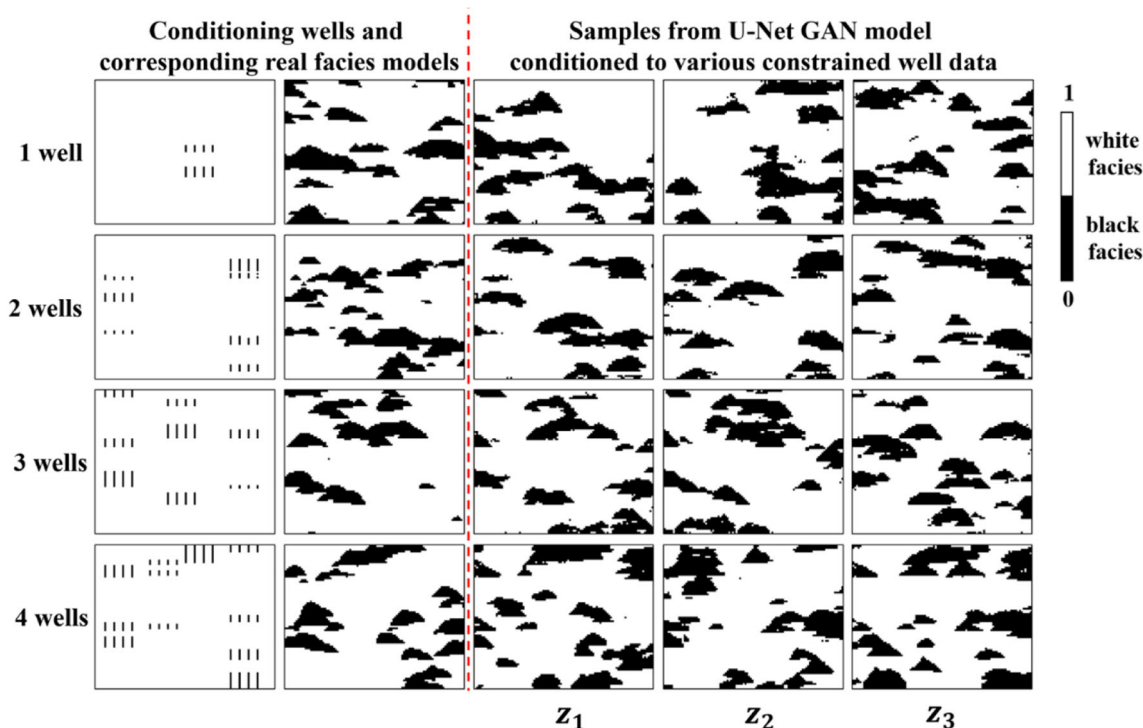 Conditioning wells and
corresponding real facies models
Samples from U-Net GAN model
conditioned to various constrained well data
1 well
2 wells
3 wells
4 wells
1
white
facies
black
facies
0
z₁
z₂
z₃